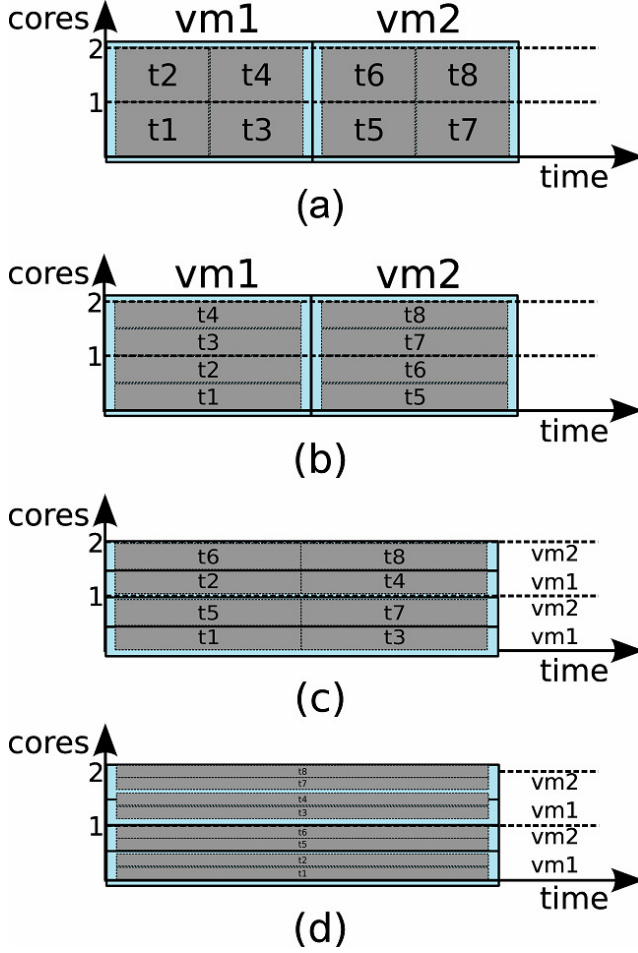 cores vm1 vm2
2
t2 t4 t6 t8
1
t1 t3 t5 t7
time
(a)
cores vm1 vm2
2
t4 t8
t3 t7
1
t2 t6
t1 t5
time
(b)
cores
2
t6 t8 vm2
t2 t4 vm1
1
t5 t7 vm2
t1 t3 vm1
time
(c)
cores
2
t8
t7 vm2
t4
t3 vm1
1
t6
t5 vm2
t2
t1 vm1
time
(d)